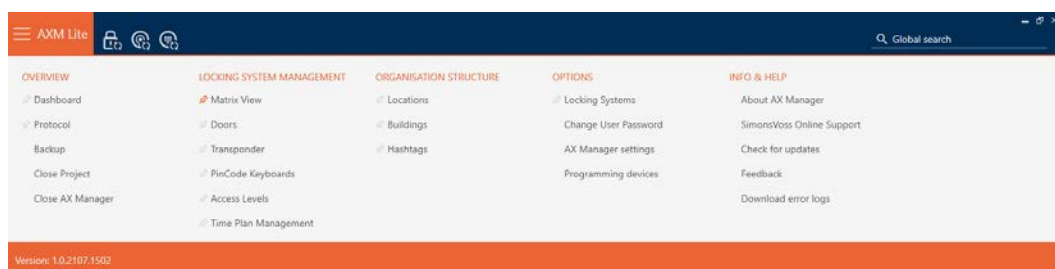 AXM Lite
Global search
OVERVIEW
Dashboard
Protocol
Backup
Close Project
Close AX Manager
LOCKING SYSTEM MANAGEMENT
Matrix View
Doors
Transponder
PinCode Keyboards
Access Levels
Time Plan Management
ORGANISATION STRUCTURE
Locations
Buildings
Hashtags
OPTIONS
Locking Systems
Change User Password
AX Manager settings
Programming devices
INFO & HELP
About AX Manager
SimonsVoss Online Support
Check for updates
Feedback
Download error logs
Version: 1.0.2107.1502